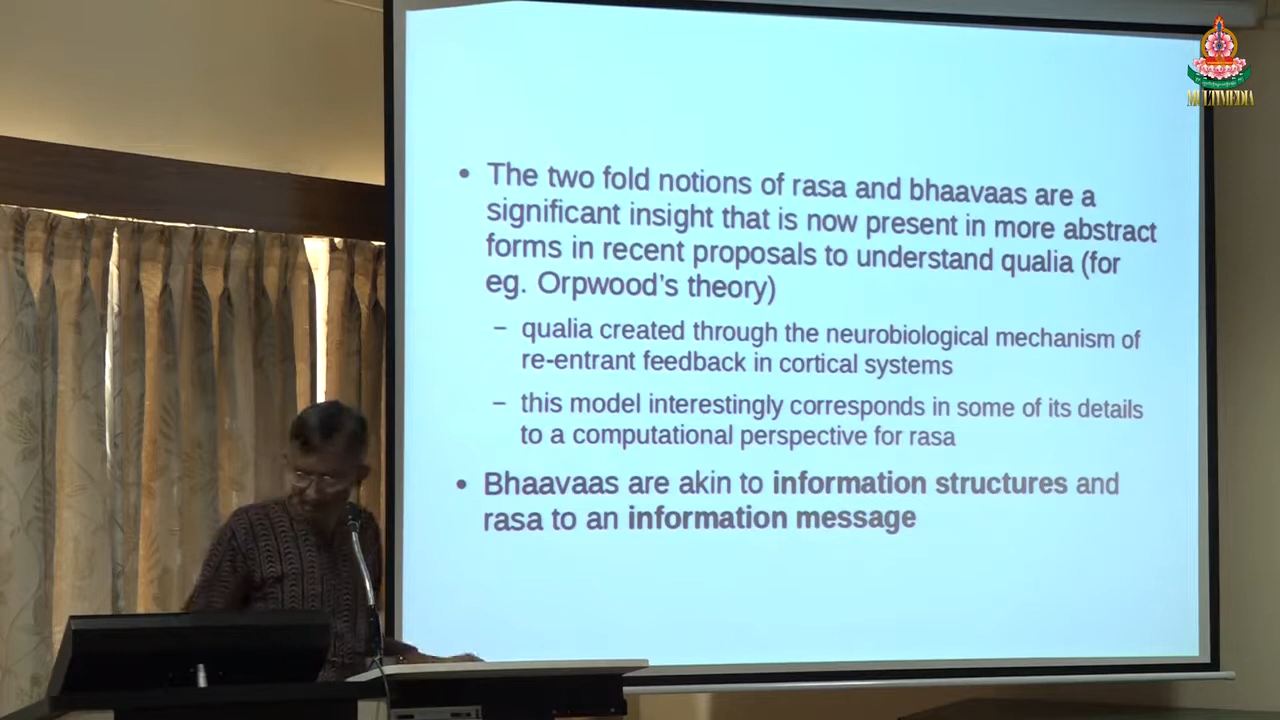 MULTIMEDIA
• The two fold notions of rasa and bhaavaas are a
significant insight that is now present in more abstract
forms in recent proposals to understand qualia (for
eg. Orpwood's theory)
– qualia created through the neurobiological mechanism of
re-entrant feedback in cortical systems
– this model interestingly corresponds in some of its details
to a computational perspective for rasa
• Bhaavaas are akin to information structures and
rasa to an information message